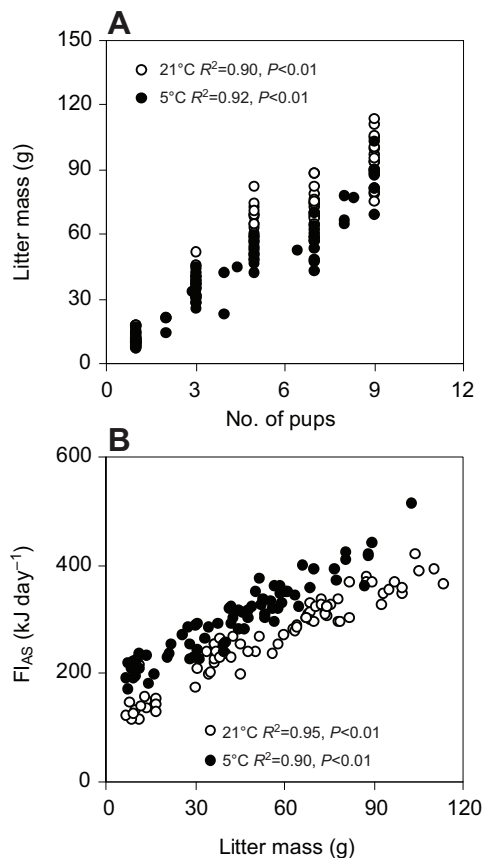 A
150
120
90
60
30
0
Litter mass (g)
21°C R²=0.90, P<0.01
5°C R²=0.92, P<0.01
0 3 6 9 12
No. of pups
B
600
400
200
0
FI_AS (kJ day⁻¹)
21°C R²=0.95, P<0.01
5°C R²=0.90, P<0.01
0 30 60 90 120
Litter mass (g)